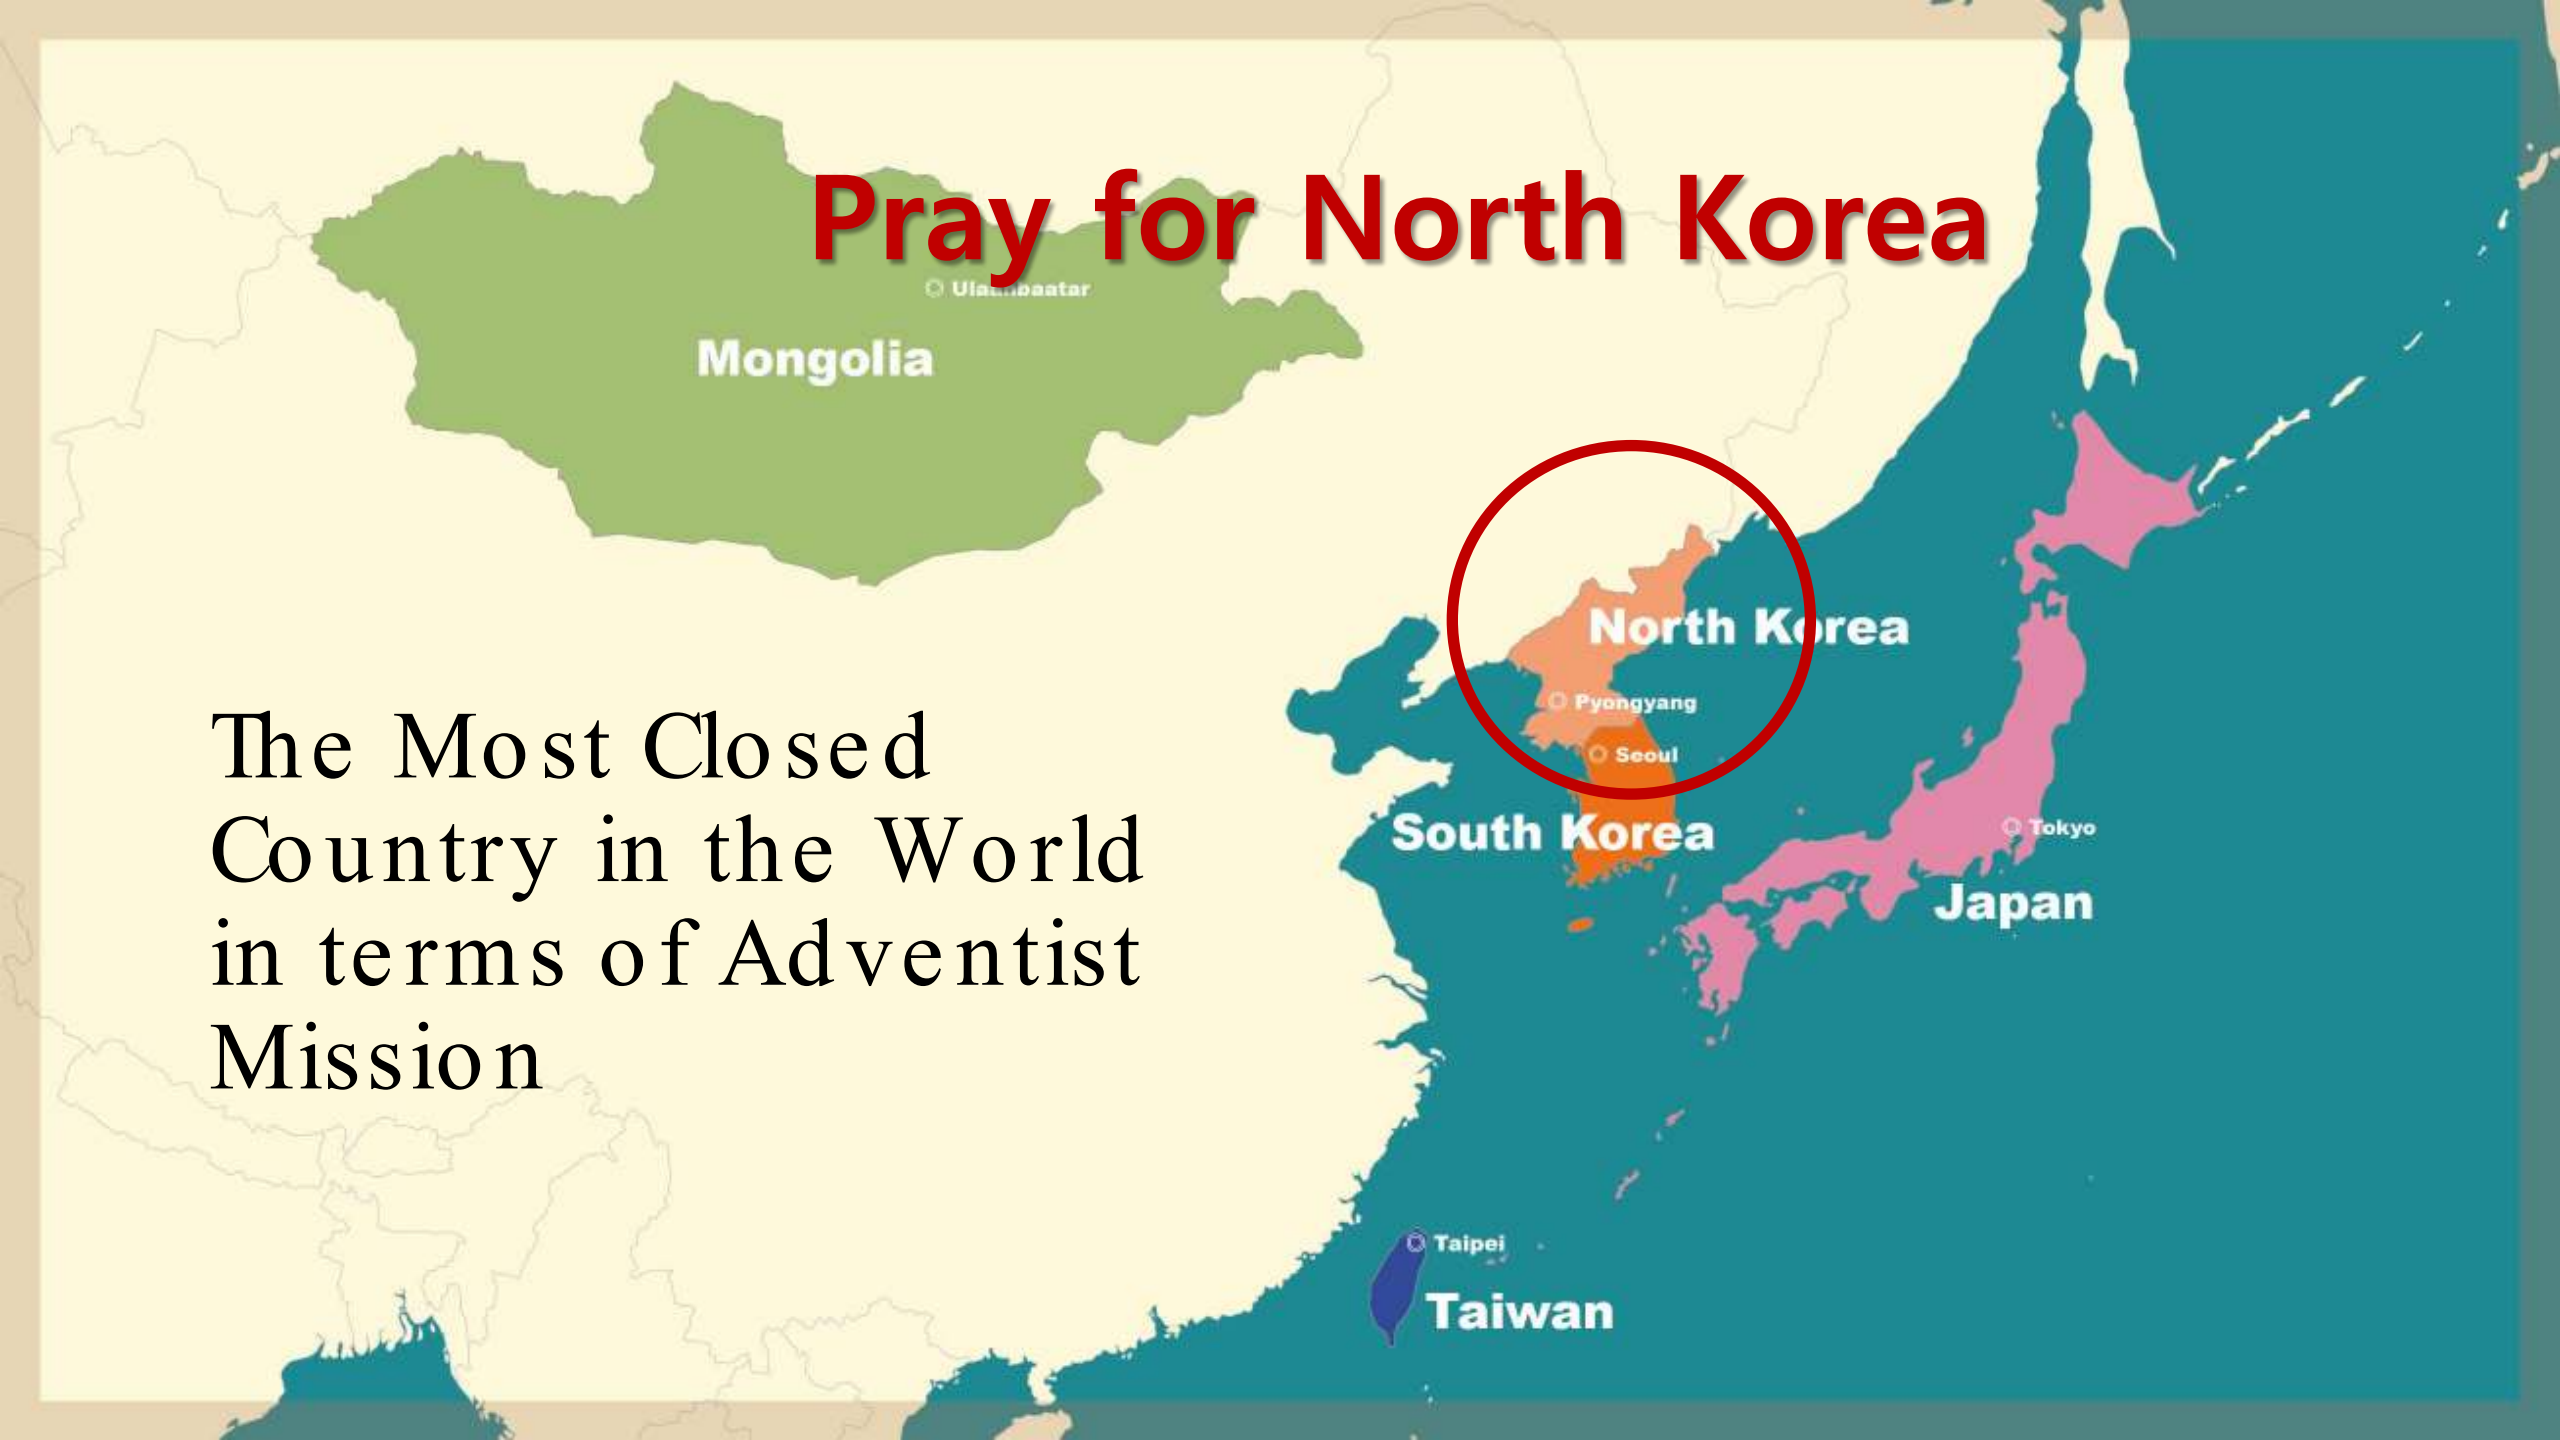 Pray for North Korea
Ulaanbaatar
Mongolia
North Korea
Pyongyang
Seoul
South Korea
Tokyo
Japan
The Most Closed
Country in the World
in terms of Adventist
Mission
Taipei
Taiwan